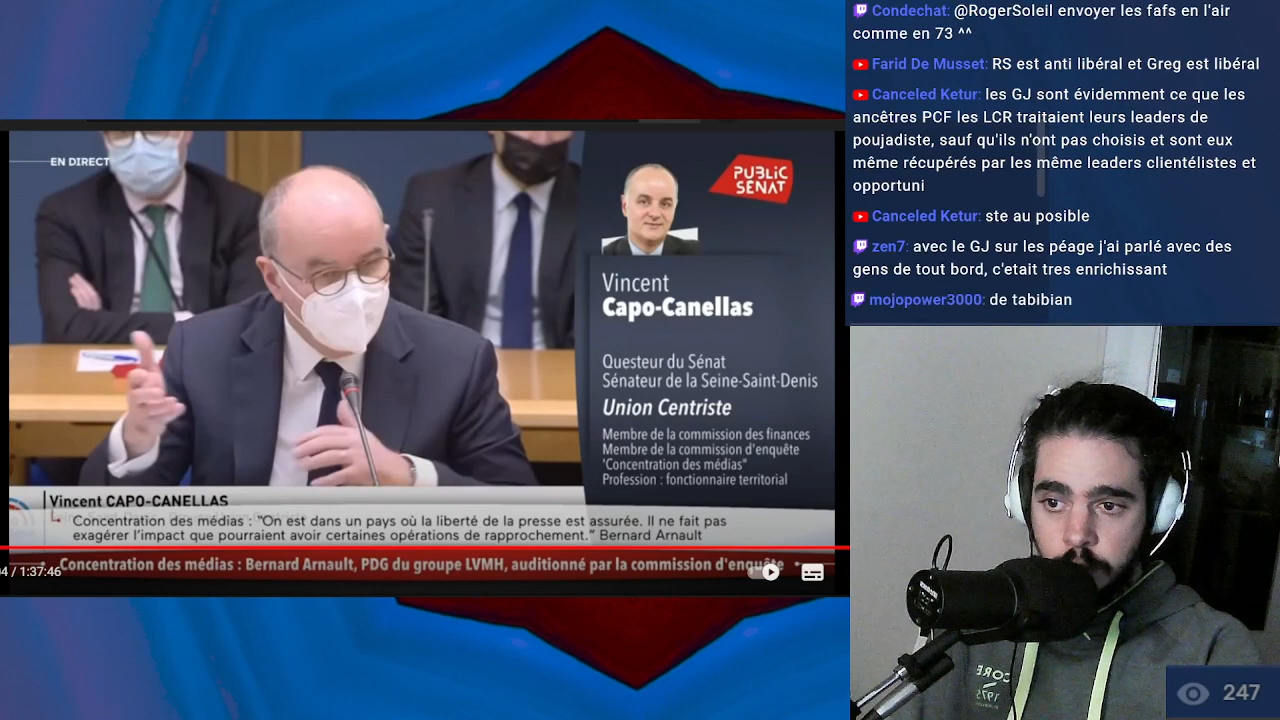 EN DIRECT
PUBLIC
SÉNAT
Vincent
Capo-Canellas
Questeur du Sénat
Sénateur de la Seine-Saint-Denis
Union Centriste
Membre de la commission des finances
Membre de la commission d'enquête
'Concentration des médias"
Profession : fonctionnaire territorial
Vincent CAPO-CANELLAS
Concentration des médias : "On est dans un pays où la liberté de la presse est assurée. Il ne fait pas
exagérer l'impact que pourraient avoir certaines opérations de rapprochement." Bernard Arnault
Concentration des médias : Bernard Arnault, PDG du groupe LVMH, auditionné par la commission d'enquête
4 / 1:37:46
Condechat: @RogerSoleil envoyer les fafs en l'air
comme en 73 ^^
Farid De Musset: RS est anti libéral et Greg est libéral
Canceled Ketur: les GJ sont évidemment ce que les
ancêtres PCF les LCR traitaient leurs leaders de
poujadiste, sauf qu'ils n'ont pas choisis et sont eux
même récupérés par les même leaders clientélistes et
opportuni
Canceled Ketur: ste au posible
zen7: avec le GJ sur les péage j'ai parlé avec des
gens de tout bord, c'etait tres enrichissant
mojopower3000: de tabibian
CORE
1975
247